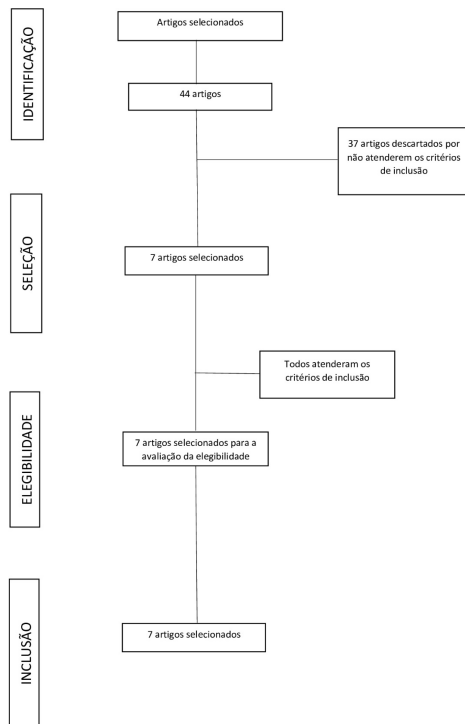 IDENTIFICAÇÃO
Artigos selecionados
44 artigos
37 artigos descartados por
não atenderem os critérios
de inclusão
SELEÇÃO
7 artigos selecionados
Todos atenderam os
critérios de inclusão
ELEGIBILIDADE
7 artigos selecionados para a
avaliação da elegibilidade
INCLUSÃO
7 artigos selecionados